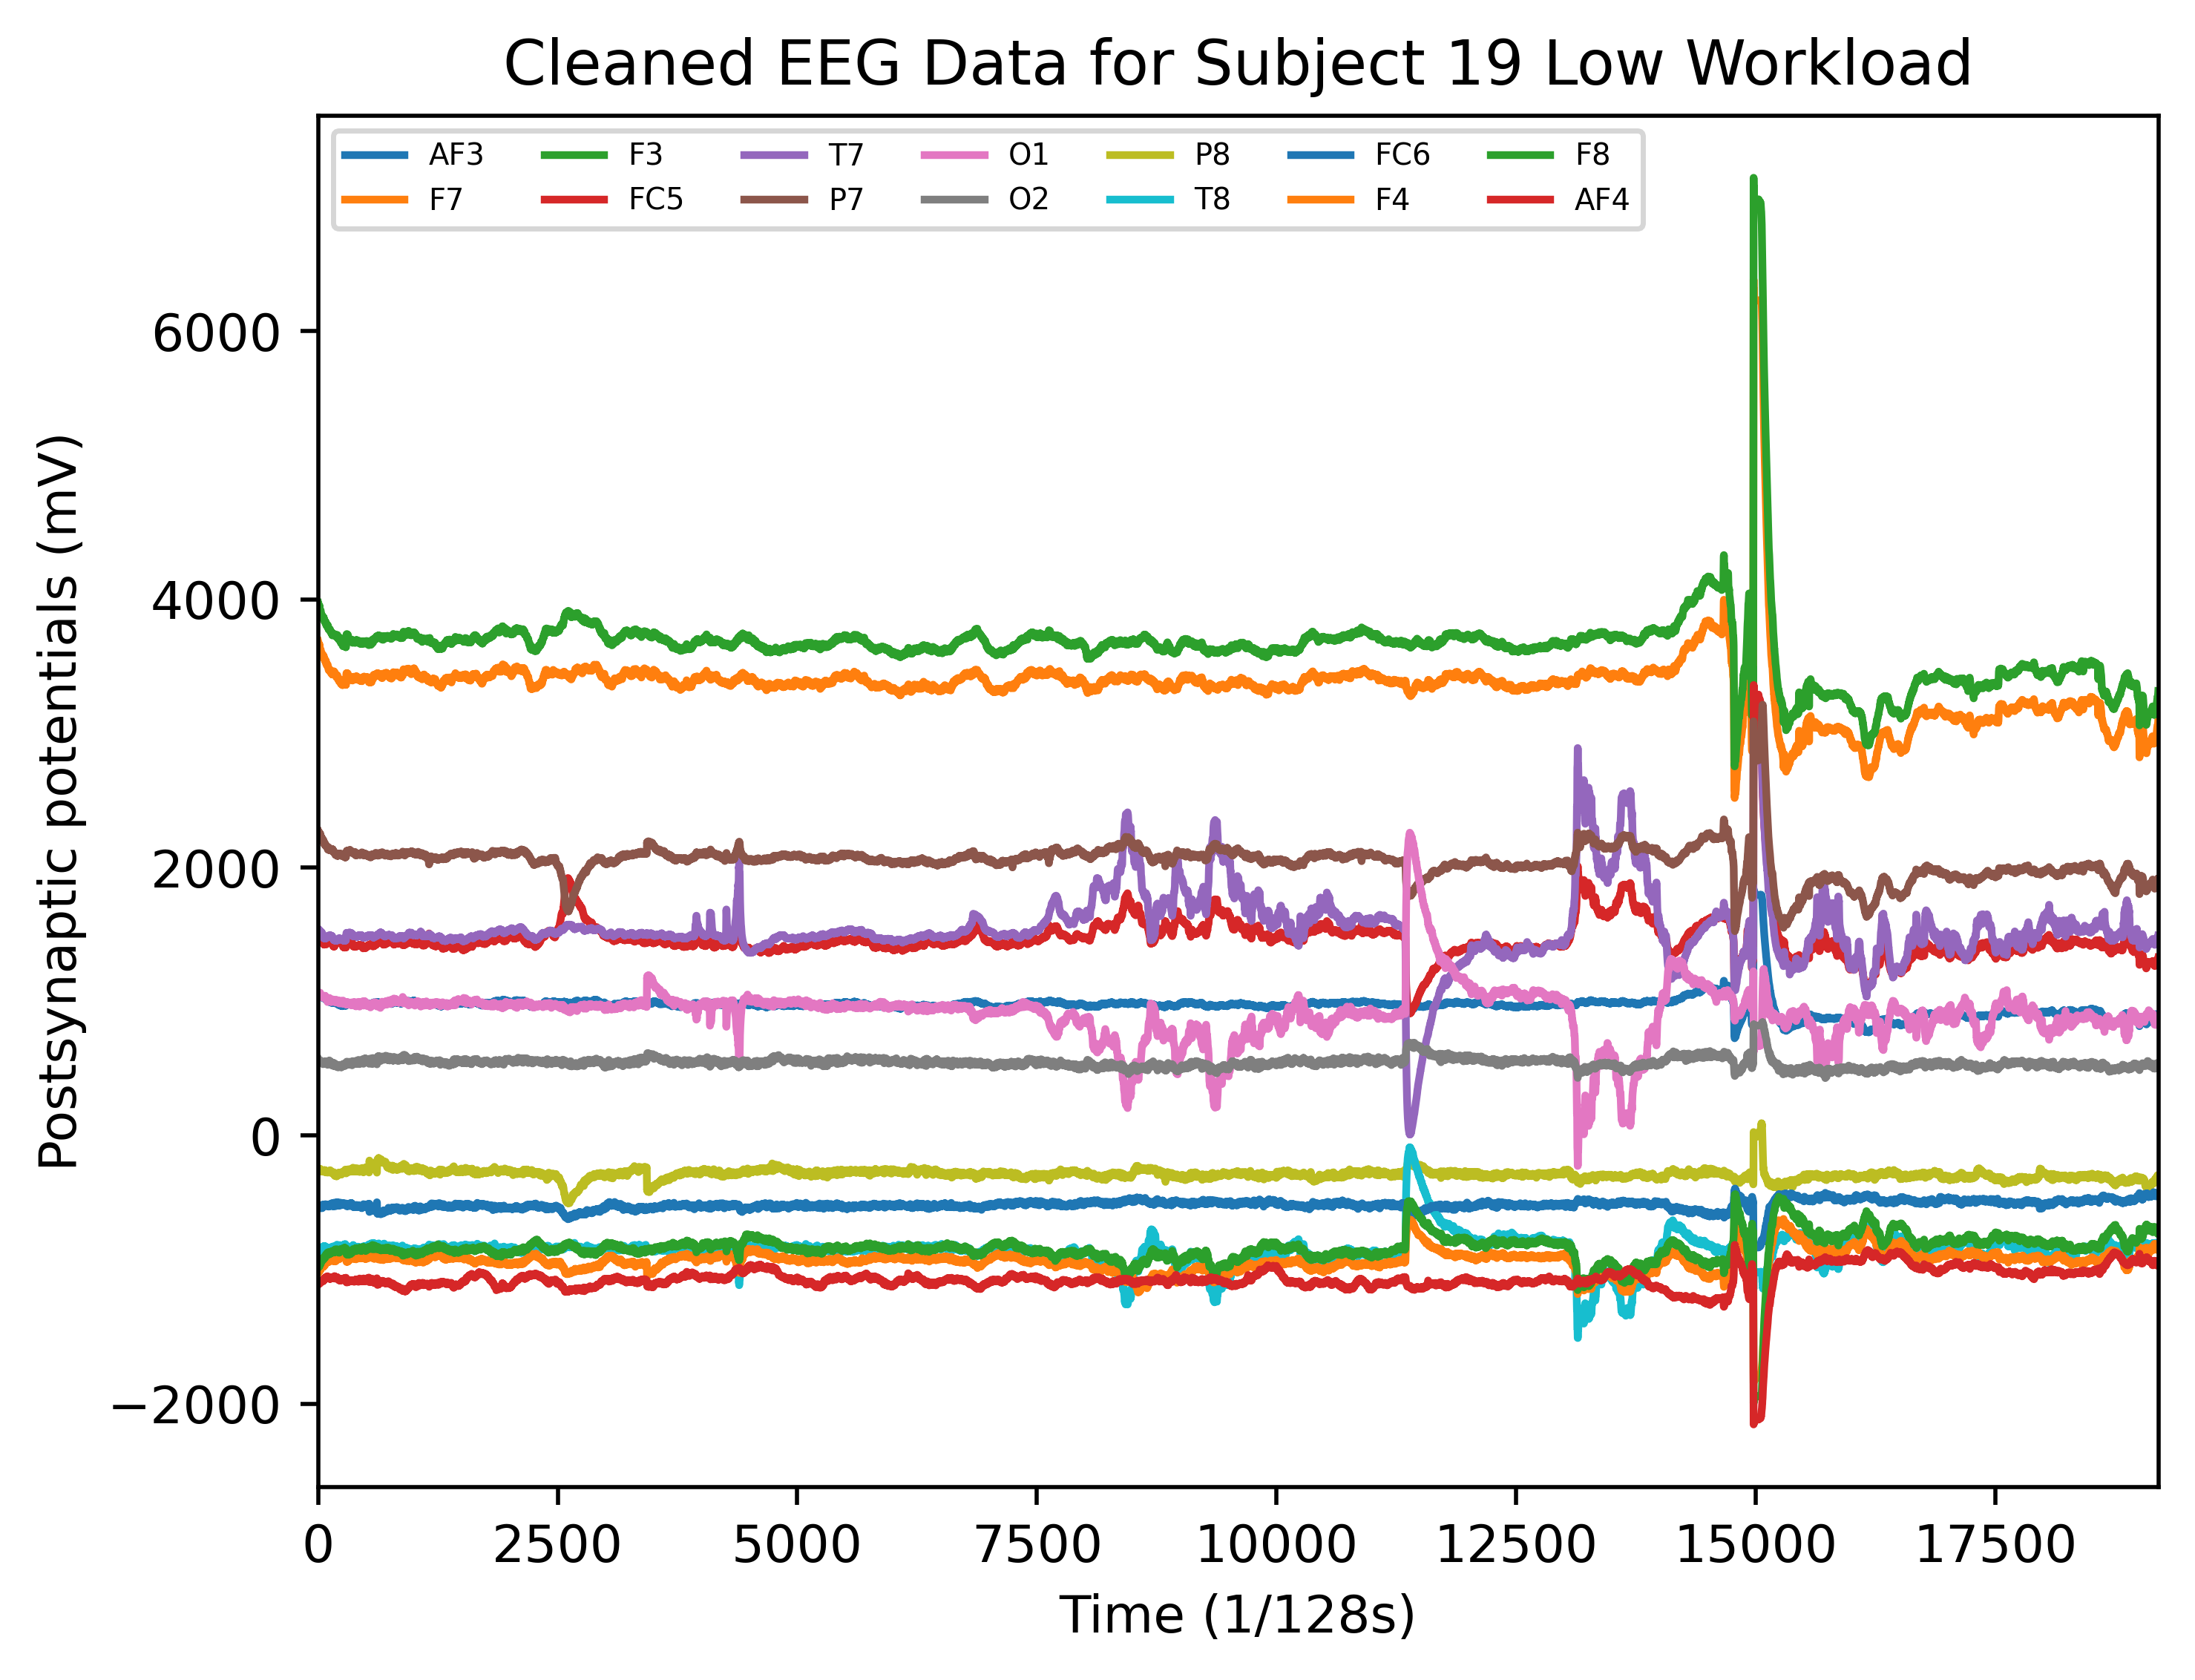 Cleaned EEG Data for Subject 19 Low Workload
AF3 F3 T7 O1 P8 FC6 F8
F7 FC5 P7 O2 T8 F4 AF4
Postsynaptic potentials (mV)
6000
4000
2000
0
−2000
0 2500 5000 7500 10000 12500 15000 17500
Time (1/128s)